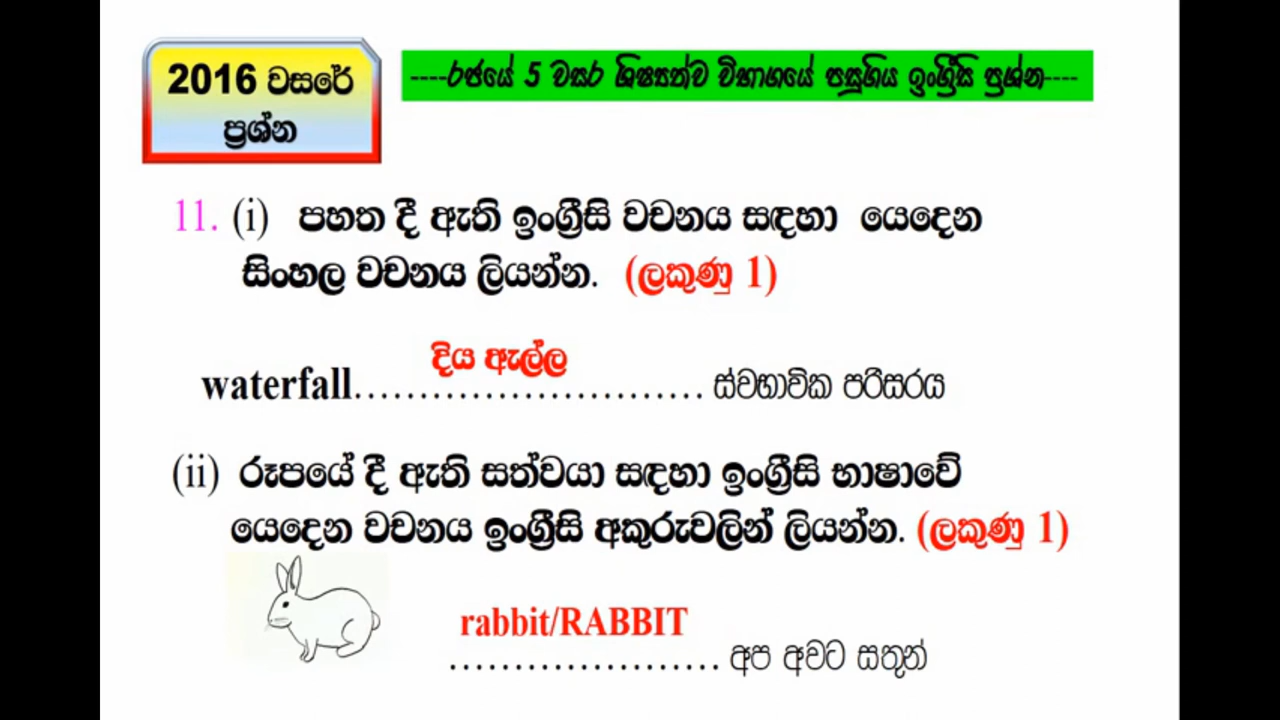 2016 වසරේ
ප්‍රශ්න
----රජයේ 5 වසර ශිෂ්‍යත්ව විභාගයේ පසුගිය ඉංග්‍රීසි ප්‍රශ්න----
11. (i) පහත දී ඇති ඉංග්‍රීසි වචනය සඳහා යෙදෙන
සිංහල වචනය ලියන්න. (ලකුණු 1)
දිය ඇල්ල
waterfall........................... ස්වභාවික පරිසරය
(ii) රූපයේ දී ඇති සත්වයා සඳහා ඉංග්‍රීසි භාෂාවේ
යෙදෙන වචනය ඉංග්‍රීසි අකුරුවලින් ලියන්න. (ලකුණු 1)
rabbit/RABBIT
..................... අප අවට සතුන්